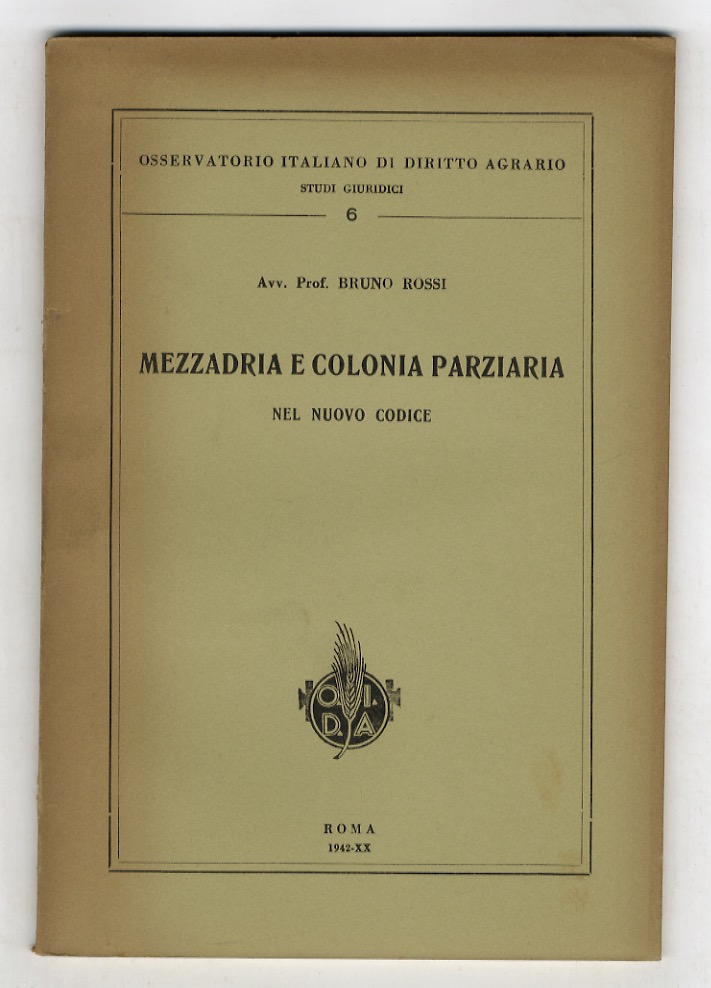 OSSERVATORIO ITALIANO DI DIRITTO AGRARIO
STUDI GIURIDICI
6
Avv. Prof. BRUNO ROSSI
MEZZADRIA E COLONIA PARZIARIA
NEL NUOVO CODICE
O. I.
D. A
ROMA
1942-XX